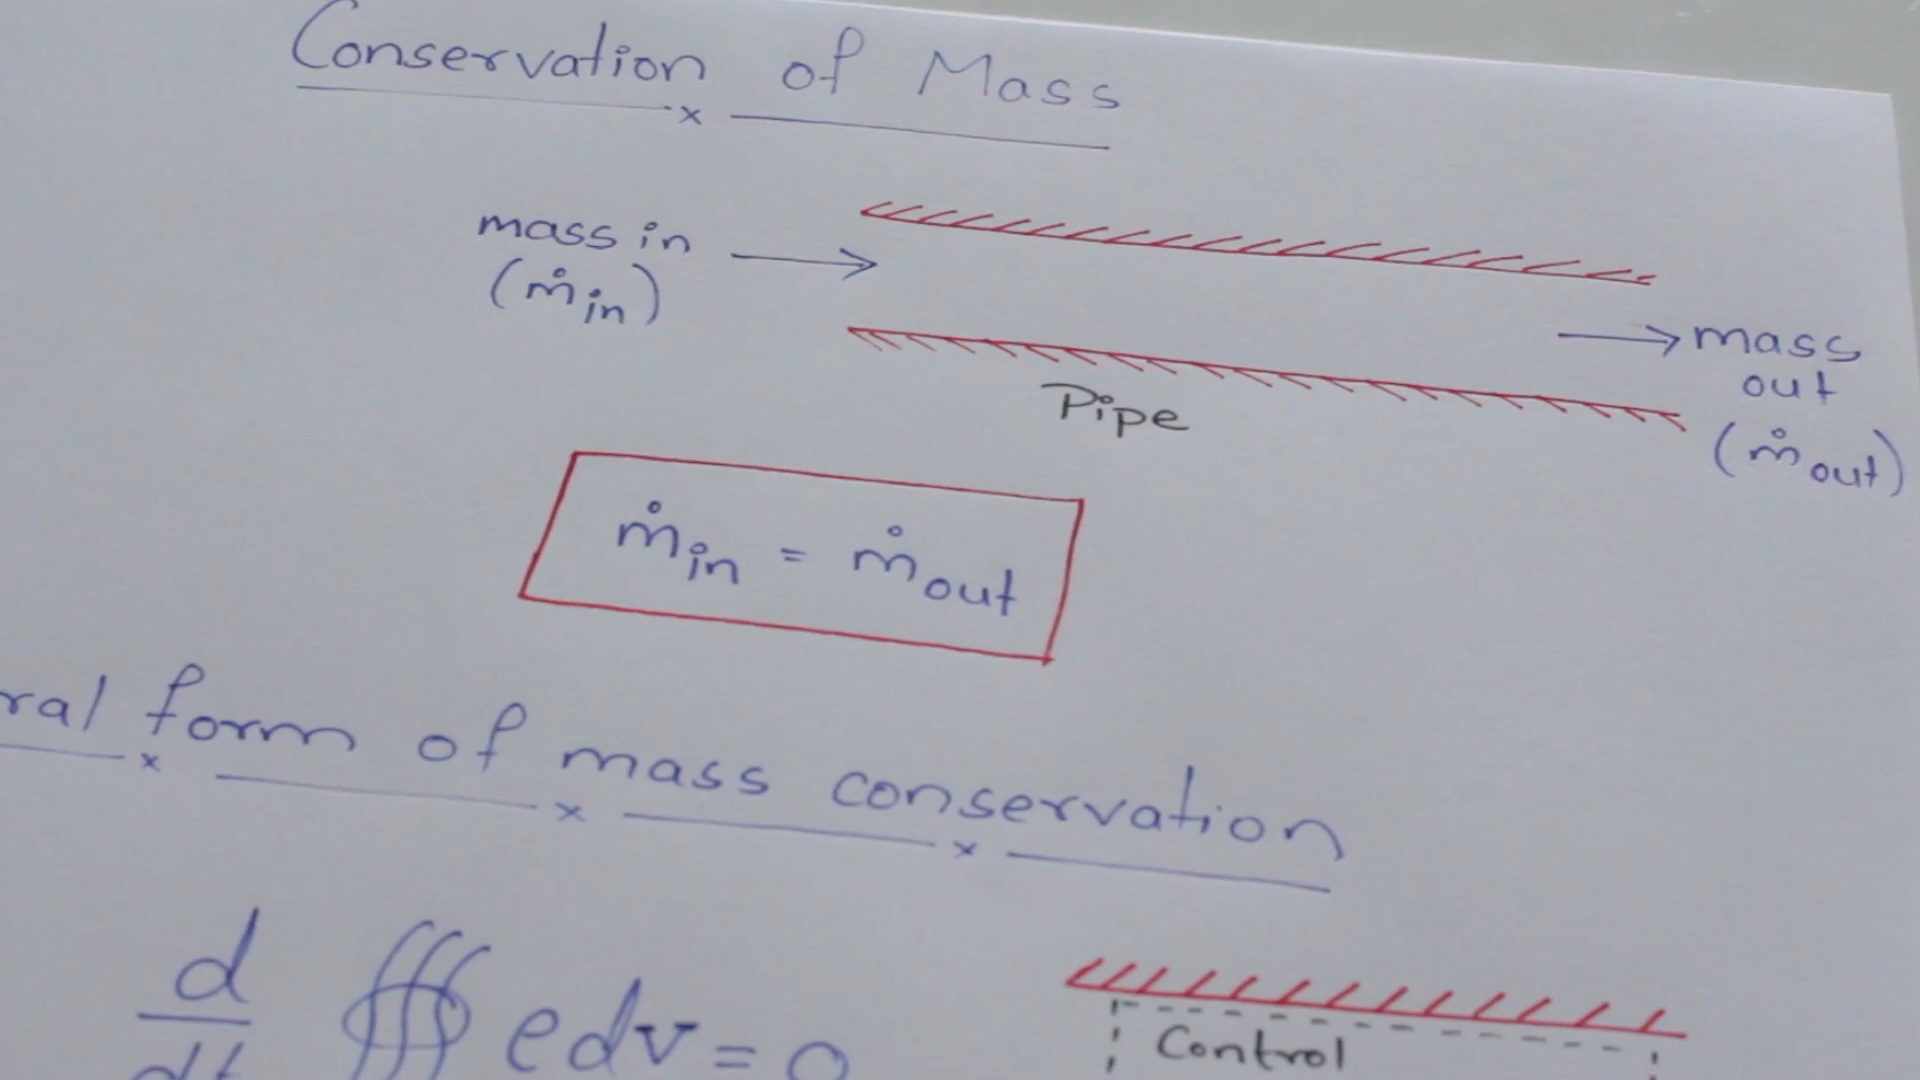 Conservation of Mass
mass in
(ṁin)
mass
out
(ṁout)
Pipe
ṁin = ṁout
ral form of mass conservation
d/dt ∰ edv = 0
Control